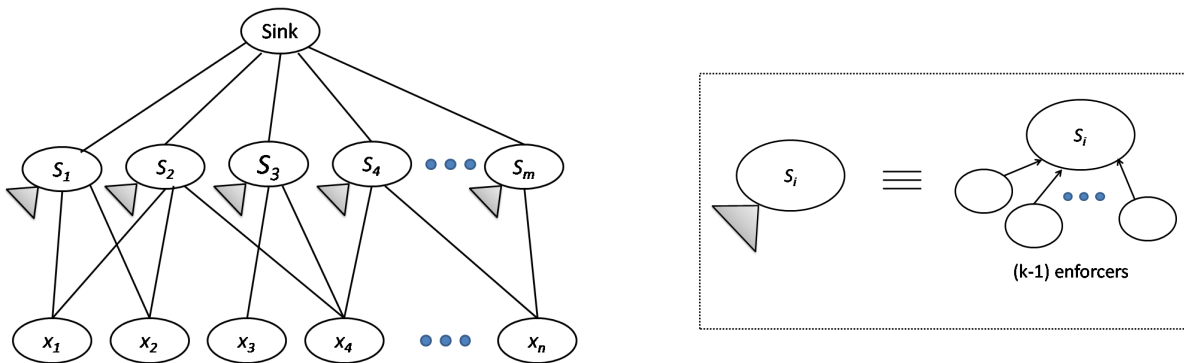 Sink
S1 S2 S3 S4 Sm
x1 x2 x3 x4 xn
Si
Si
(k-1) enforcers